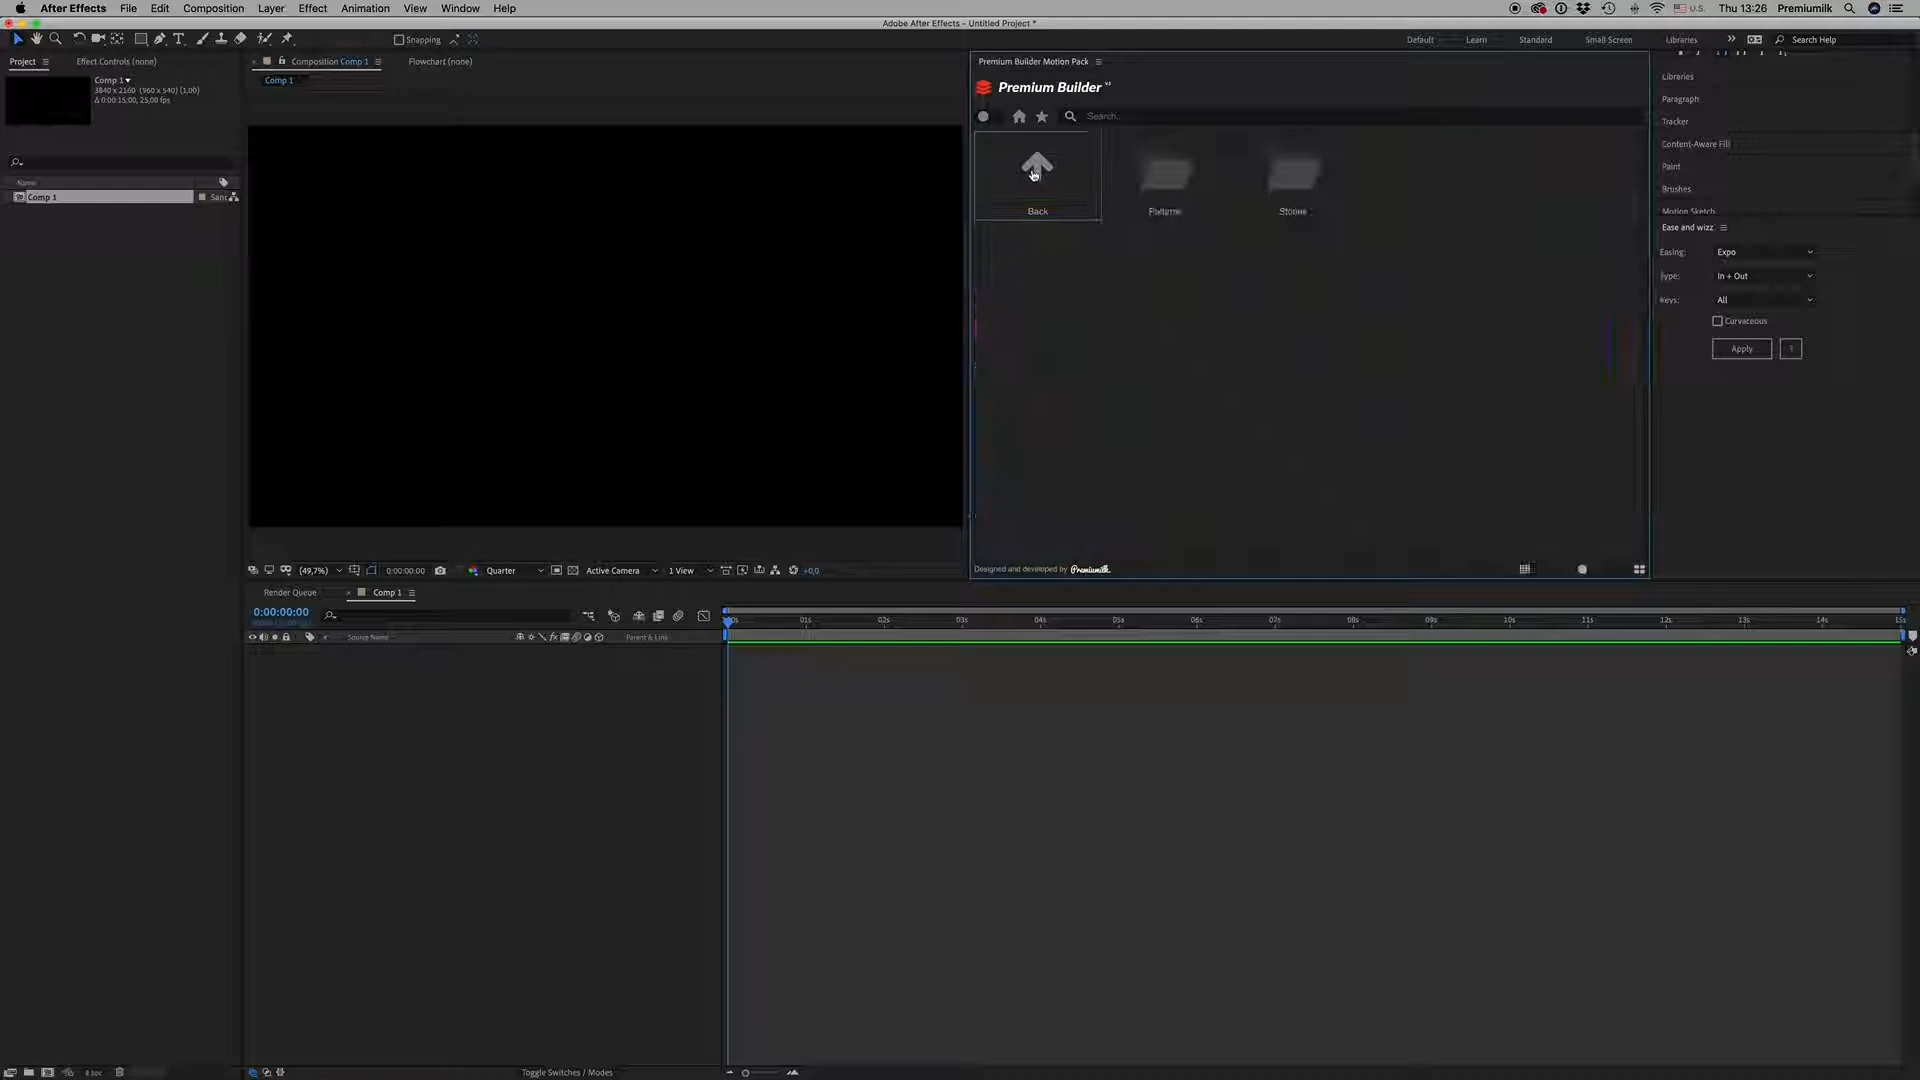 After Effects File Edit Composition Layer Effect Animation View Window Help
U.S. Thu 13:26 Premiumilk
Adobe After Effects - Untitled Project *
Snapping
Default Learn Standard Small Screen Libraries Search Help
Project Effect Controls (none)
Composition Comp 1 Flowchart (none)
Premium Builder Motion Pack
Comp 1
3840 x 2160 (960 x 540) (1,00)
Δ 0:00:15:00, 25,00 fps
Comp 1
Premium Builder V3
Search..
Back
Libraries
Paragraph
Tracker
Content-Aware Fill
Paint
Brushes
Motion Sketch
Name
Comp 1
Ease and wizz
Easing: Expo
Type: In + Out
Keys: All
Curvaceous
Apply ?
(49,7%) 0:00:00:00 Quarter Active Camera 1 View +0,0
Designed and developed by Premiumilk.
Render Queue Comp 1
0:00:00:00
01s 02s 03s 04s 05s 06s 07s 08s 09s 10s 11s 12s 13s 14s 15s
Source Name Parent & Link
8 bpc
Toggle Switches / Modes